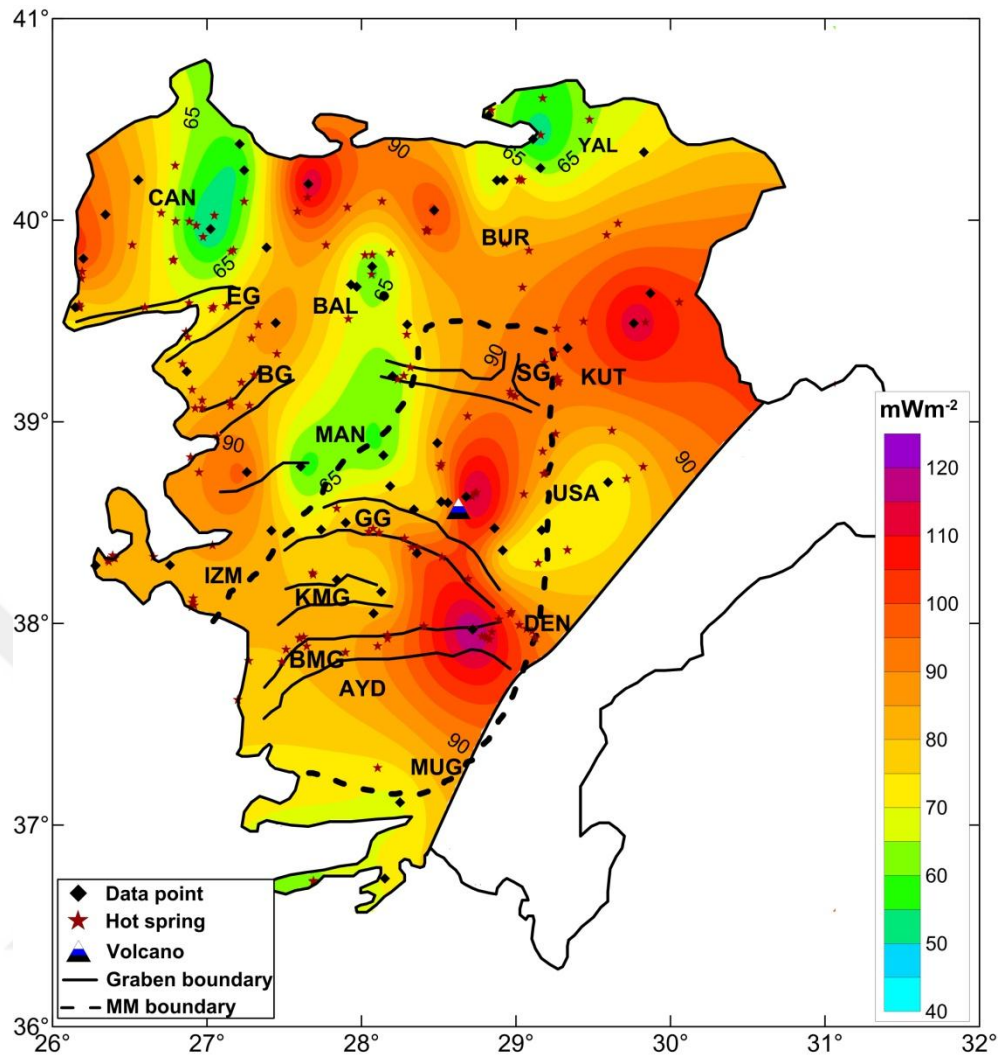 41°
65
90
65
YAL
65
CAN
40°
BUR
65
65
EG
BAL
90
SG
KUT
BG
39°
mWm-2
MAN
90
90
120
65
USA
110
GG
IZM
100
KMG
DEN
38°
BMG
90
AYD
80
90
MUG
70
37°
60
Data point
Hot spring
50
Volcano
Graben boundary
MM boundary
40
36°
26°
27°
28°
29°
30°
31°
32°